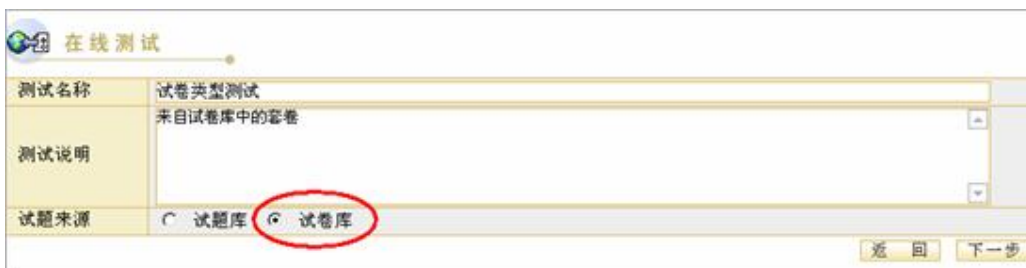 在线测试
测试名称 试卷类型测试
测试说明 来自试卷库中的套卷
试题来源 试题库 试卷库
返 回 下一步